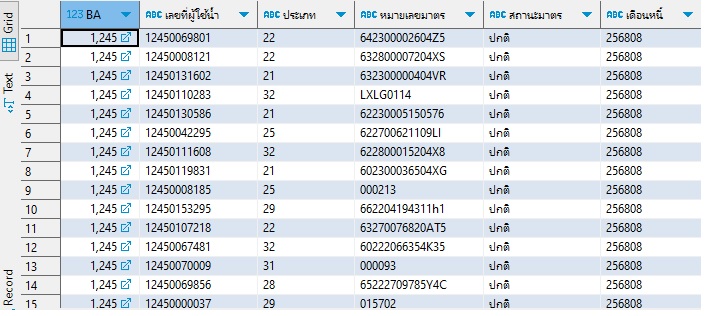 Grid
Text
Record
123 BA ABC เลขที่ผู้ใช้น้ำ ABC ประเภท ABC หมายเลขมาตร ABC สถานะมาตร ABC เดือนหนี้
1 1,245 12450069801 22 64230002604Z5 ปกติ 256808
2 1,245 12450008121 22 632800007204XS ปกติ 256808
3 1,245 12450131602 21 63230000404VR ปกติ 256808
4 1,245 12450110283 32 LXLG0114 ปกติ 256808
5 1,245 12450130586 21 62230005150576 ปกติ 256808
6 1,245 12450042295 25 622700621109LI ปกติ 256808
7 1,245 12450111608 32 622800015204X8 ปกติ 256808
8 1,245 12450119831 21 602300036504XG ปกติ 256808
9 1,245 12450008185 25 000213 ปกติ 256808
10 1,245 12450153295 29 662204194311h1 ปกติ 256808
11 1,245 12450107218 22 63270076820AT5 ปกติ 256808
12 1,245 12450067481 32 60222066354K35 ปกติ 256808
13 1,245 12450070009 31 000093 ปกติ 256808
14 1,245 12450069856 28 65222709785Y4C ปกติ 256808
15 1,245 12450000037 29 015702 ปกติ 256808